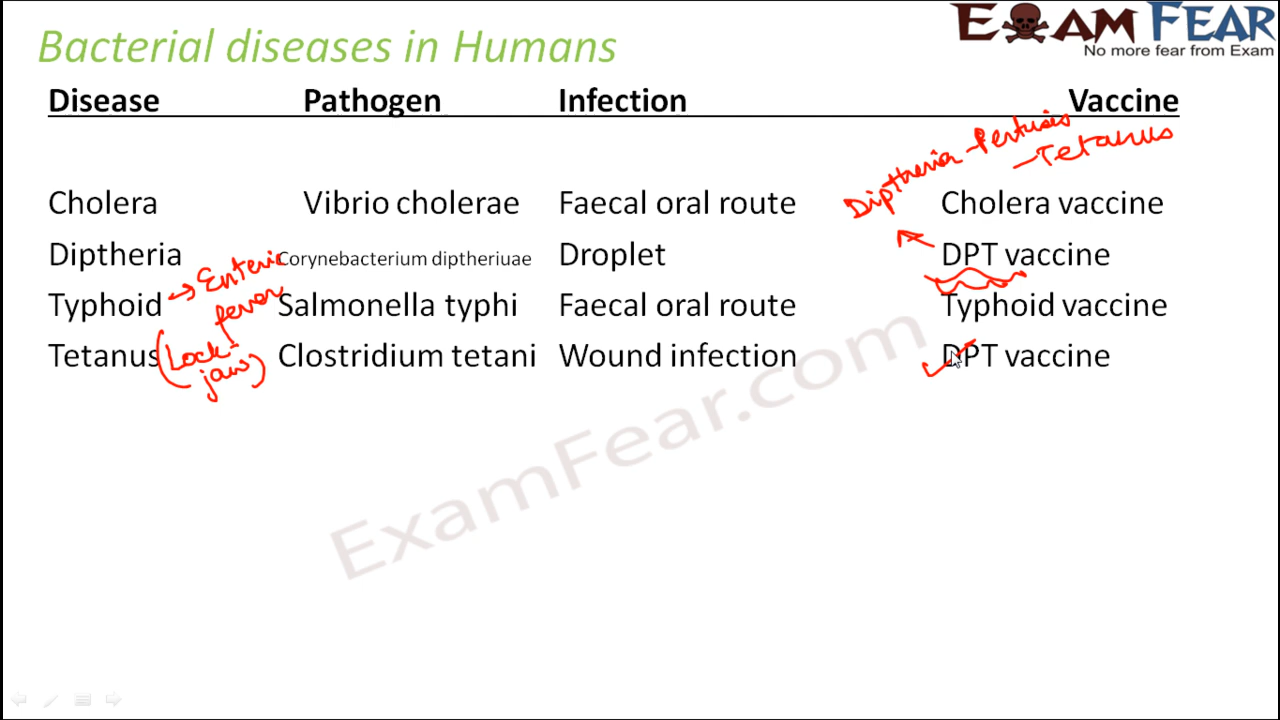 Bacterial diseases in Humans
EXAM FEAR
No more fear from Exam
Disease Pathogen Infection Vaccine
Diptheria - Pertusis
- Tetanus
Cholera Vibrio cholerae Faecal oral route Cholera vaccine
Diptheria Corynebacterium diptheriuae Droplet DPT vaccine
→ Enteric
fever
Typhoid Salmonella typhi Faecal oral route Typhoid vaccine
Tetanus Clostridium tetani Wound infection DPT vaccine
(Lock-
jaw)
ExamFear.com